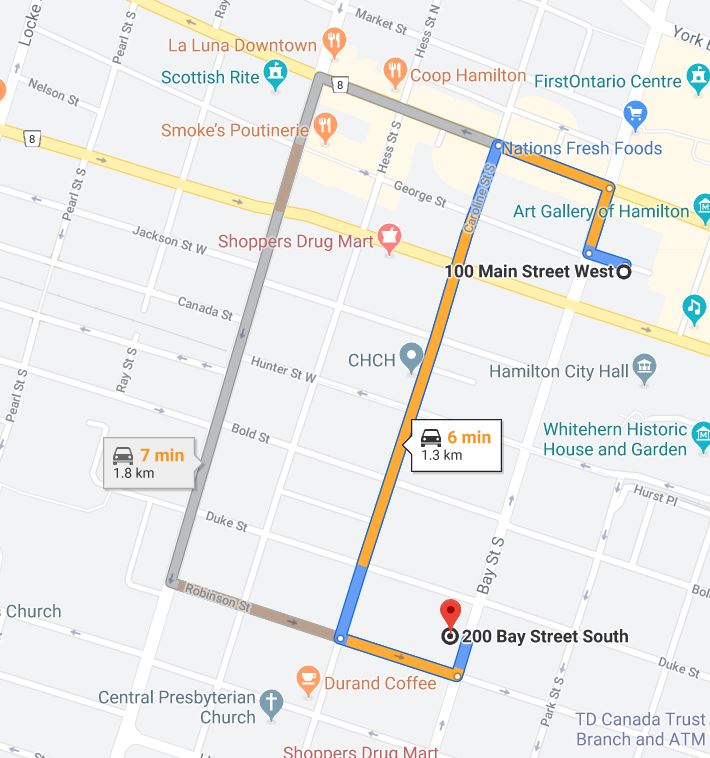 Market St
Ray
Locke
Pearl St S
Hess St N
York B
La Luna Downtown
Scottish Rite
8
Coop Hamilton
FirstOntario Centre
Nelson St
Smoke's Poutinerie
8
Nations Fresh Foods
Hess St S
Pearl St S
George St
Caroline St S
Art Gallery of Hamilton
Shoppers Drug Mart
Jackson St W
100 Main Street West
Canada St
CHCH
Hamilton City Hall
Ray St S
Hunter St W
Pearl St S
Bold St
7 min
1.8 km
6 min
1.3 km
Whitehern Historic
House and Garden
Hurst Pl
Duke St
Bay St S
Robinson St
s Church
200 Bay Street South
Duke St
Durand Coffee
Central Presbyterian
Church
Park St S
TD Canada Trust
Branch and ATM
Shoppers Drug Mart